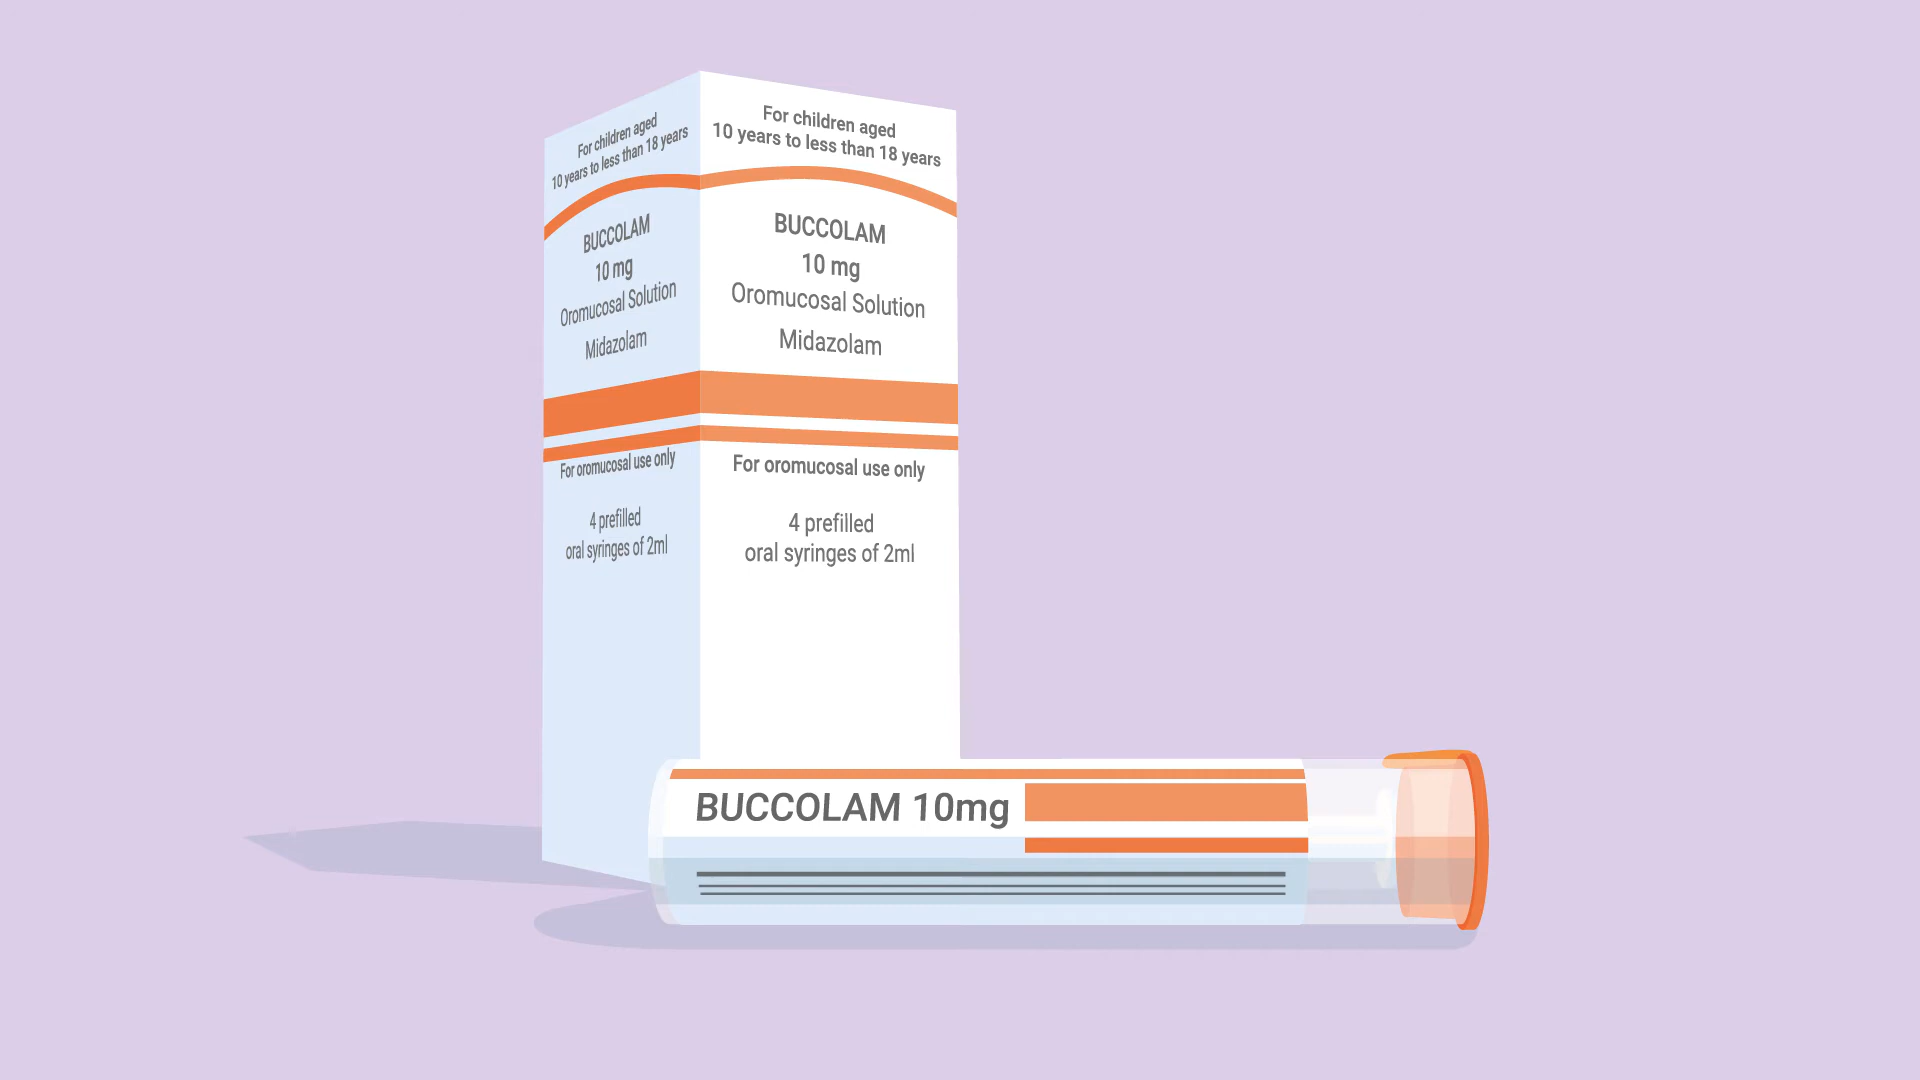 For children aged
10 years to less than 18 years
BUCCOLAM
10 mg
Oromucosal Solution
Midazolam
For oromucosal use only
4 prefilled
oral syringes of 2ml
For children aged
10 years to less than 18 years
BUCCOLAM
10 mg
Oromucosal Solution
Midazolam
For oromucosal use only
4 prefilled
oral syringes of 2ml
BUCCOLAM 10mg